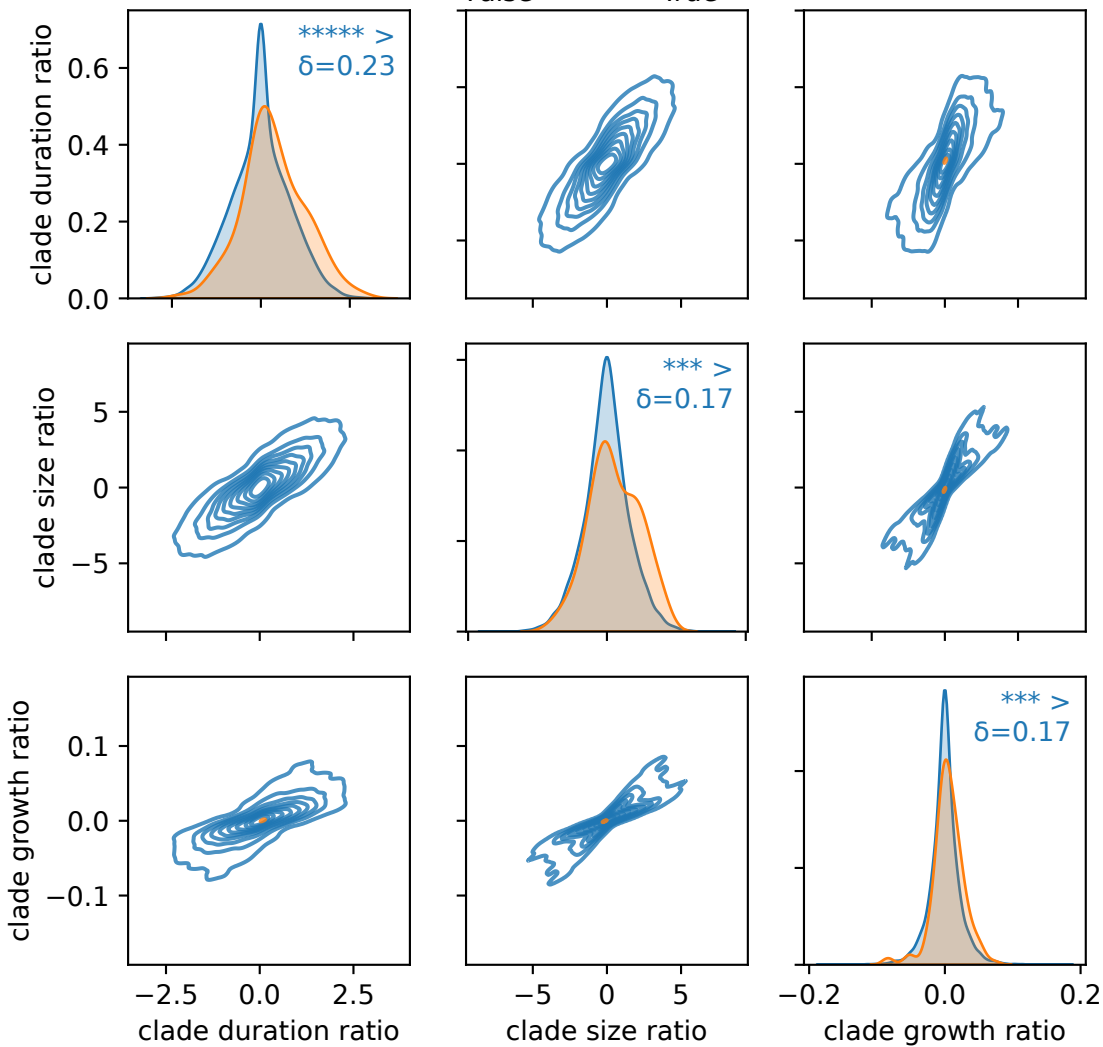 ***** >
δ=0.23
clade duration ratio
0.6
0.4
0.2
0.0
*** >
δ=0.17
clade size ratio
5
0
−5
*** >
δ=0.17
clade growth ratio
0.1
0.0
−0.1
−2.5 0.0 2.5
−5 0 5
−0.2 0.0 0.2
clade duration ratio
clade size ratio
clade growth ratio